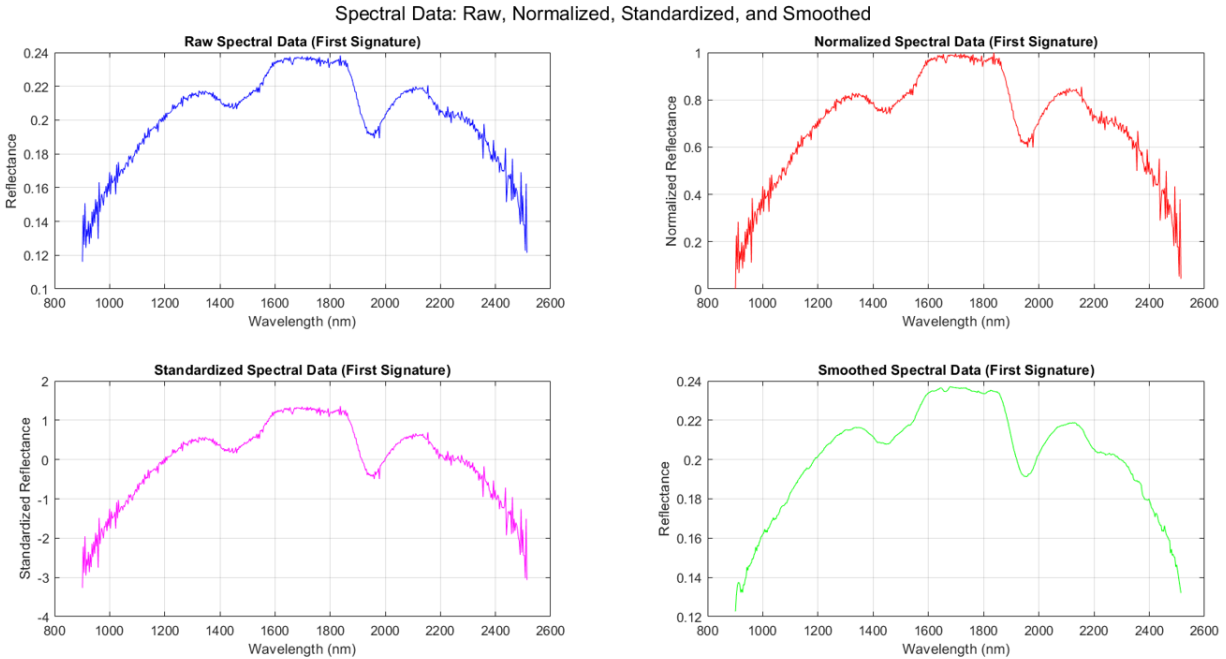 Spectral Data: Raw, Normalized, Standardized, and Smoothed
Raw Spectral Data (First Signature)
0.24
0.22
0.2
0.18
0.16
0.14
0.12
0.1
Reflectance
800 1000 1200 1400 1600 1800 2000 2200 2400 2600
Wavelength (nm)
Normalized Spectral Data (First Signature)
1
0.8
0.6
0.4
0.2
0
Normalized Reflectance
800 1000 1200 1400 1600 1800 2000 2200 2400 2600
Wavelength (nm)
Standardized Spectral Data (First Signature)
2
1
0
-1
-2
-3
-4
Standardized Reflectance
800 1000 1200 1400 1600 1800 2000 2200 2400 2600
Wavelength (nm)
Smoothed Spectral Data (First Signature)
0.24
0.22
0.2
0.18
0.16
0.14
0.12
Reflectance
800 1000 1200 1400 1600 1800 2000 2200 2400 2600
Wavelength (nm)